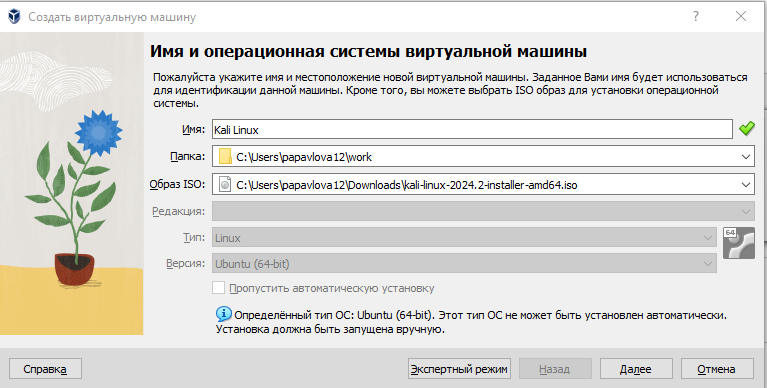 Создать виртуальную машину
Имя и операционная системы виртуальной машины
Пожалуйста укажите имя и местоположение новой виртуальной машины. Заданное Вами имя будет использоваться
для идентификации данной машины. Кроме того, вы можете выбрать ISO образ для установки операционной
системы.
Имя: Kali Linux
Папка: C:\Users\papavlova12\work
Образ ISO: C:\Users\papavlova12\Downloads\kali-linux-2024.2-installer-amd64.iso
Редакция:
Тип: Linux
64
Версия: Ubuntu (64-bit)
Пропустить автоматическую установку
Определённый тип ОС: Ubuntu (64-bit). Этот тип ОС не может быть установлен автоматически.
Установка должна быть запущена вручную.
Справка Экспертный режим Назад Далее Отмена